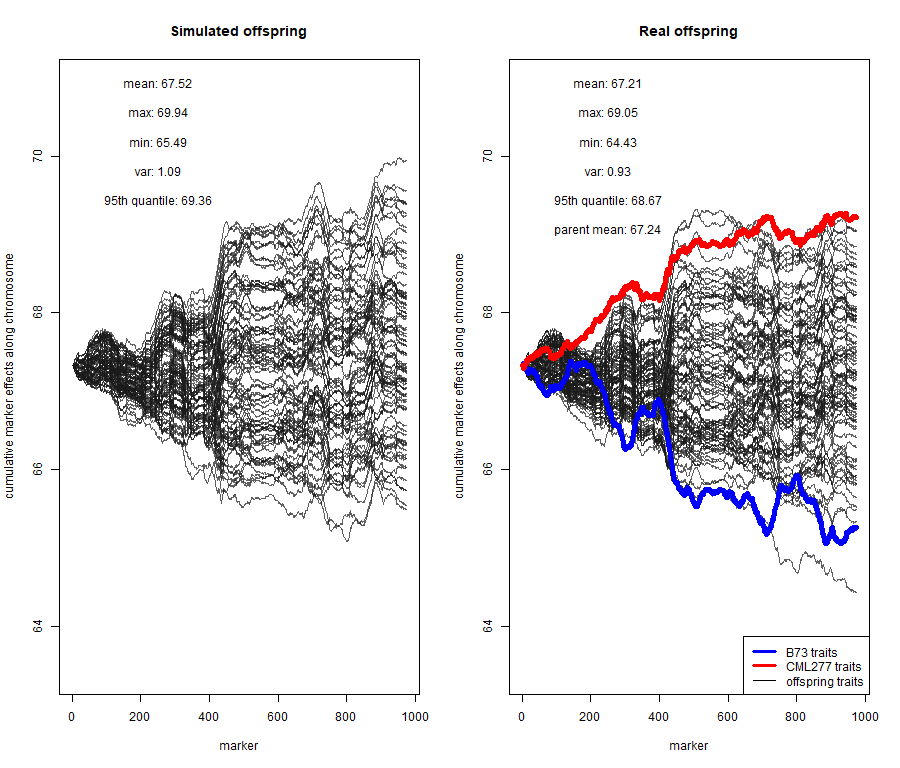 Simulated offspring
mean: 67.52
max: 69.94
min: 65.49
var: 1.09
95th quantile: 69.36
cumulative marker effects along chromosome
70
68
66
64
0
200
400
600
800
1000
marker
Real offspring
mean: 67.21
max: 69.05
min: 64.43
var: 0.93
95th quantile: 68.67
parent mean: 67.24
cumulative marker effects along chromosome
70
68
66
64
B73 traits
CML277 traits
offspring traits
0
200
400
600
800
1000
marker